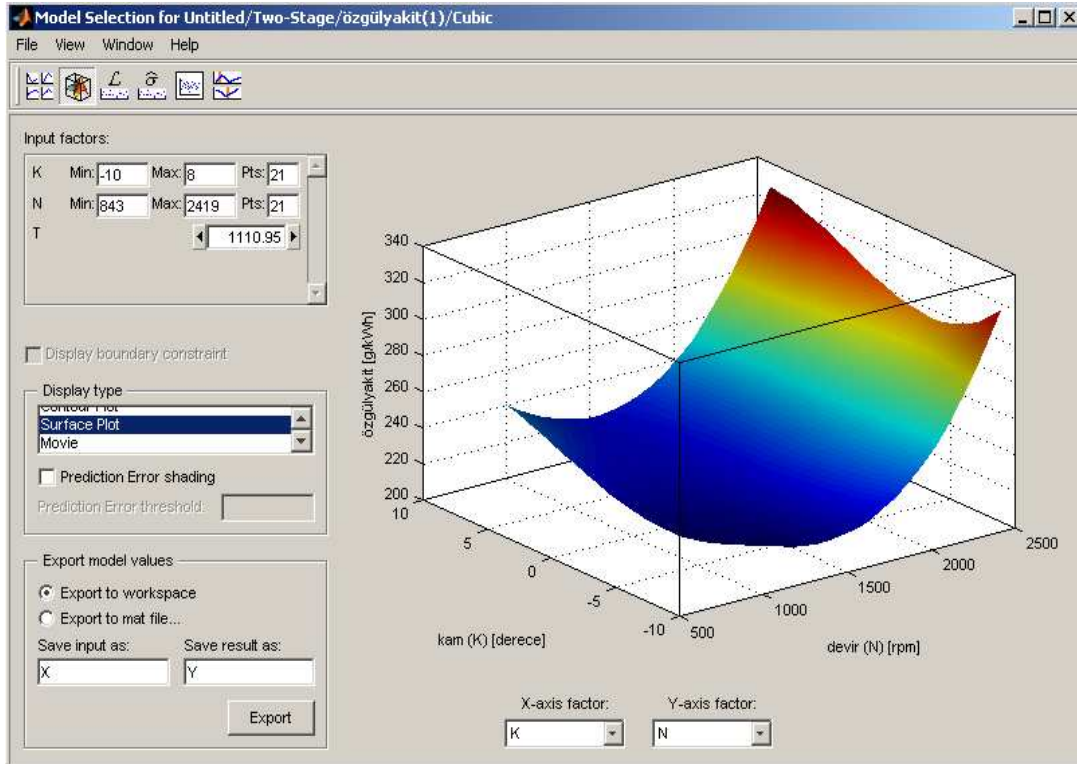 Model Selection for Untitled/Two-Stage/özgülyakit(1)/Cubic
File View Window Help
Input factors:
K Min: -10 Max: 8 Pts: 21
N Min: 843 Max: 2419 Pts: 21
T 1110.95
Display boundary constraint
Display type
Contour Plot
Surface Plot
Movie
Prediction Error shading
Prediction Error threshold:
Export model values
Export to workspace
Export to mat file...
Save input as: Save result as:
X Y
Export
özgülyakit [g/kWh]
340
320
300
280
260
240
220
200
10
5
0
-5
-10
500
1000
1500
2000
2500
kam (K) [derece]
devir (N) [rpm]
X-axis factor: Y-axis factor:
K N